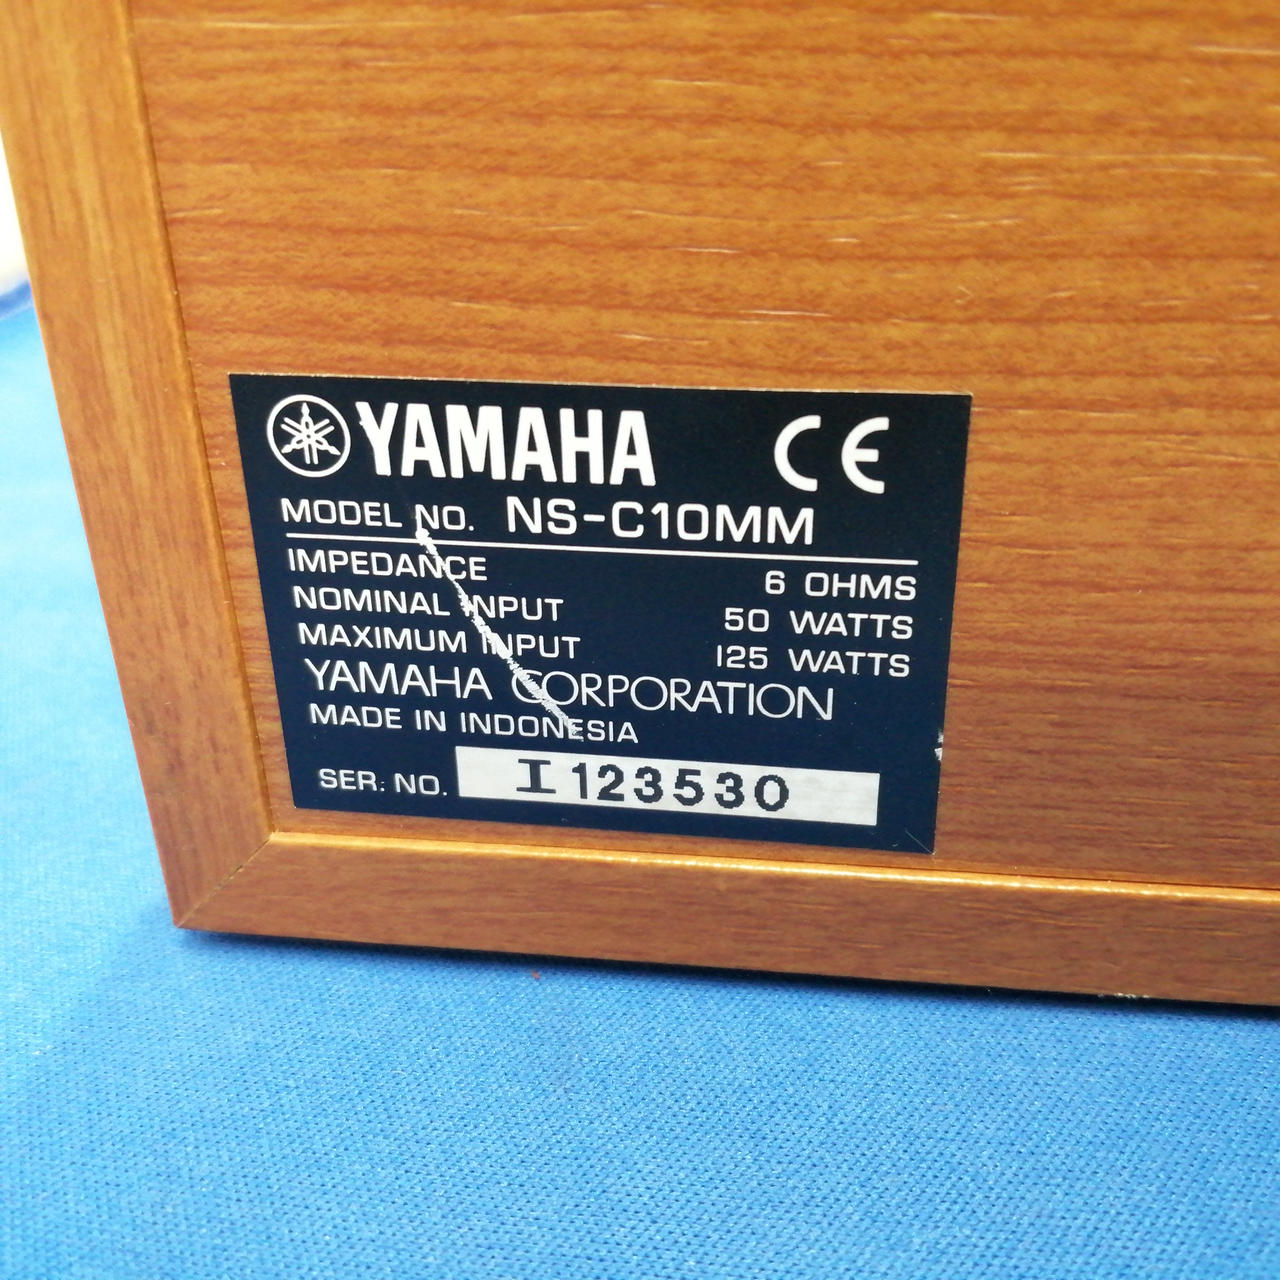 YAMAHA CE
MODEL NO. NS-C10MM
IMPEDANCE 6 OHMS
NOMINAL INPUT 50 WATTS
MAXIMUM INPUT 125 WATTS
YAMAHA CORPORATION
MADE IN INDONESIA
SER. NO. I123530